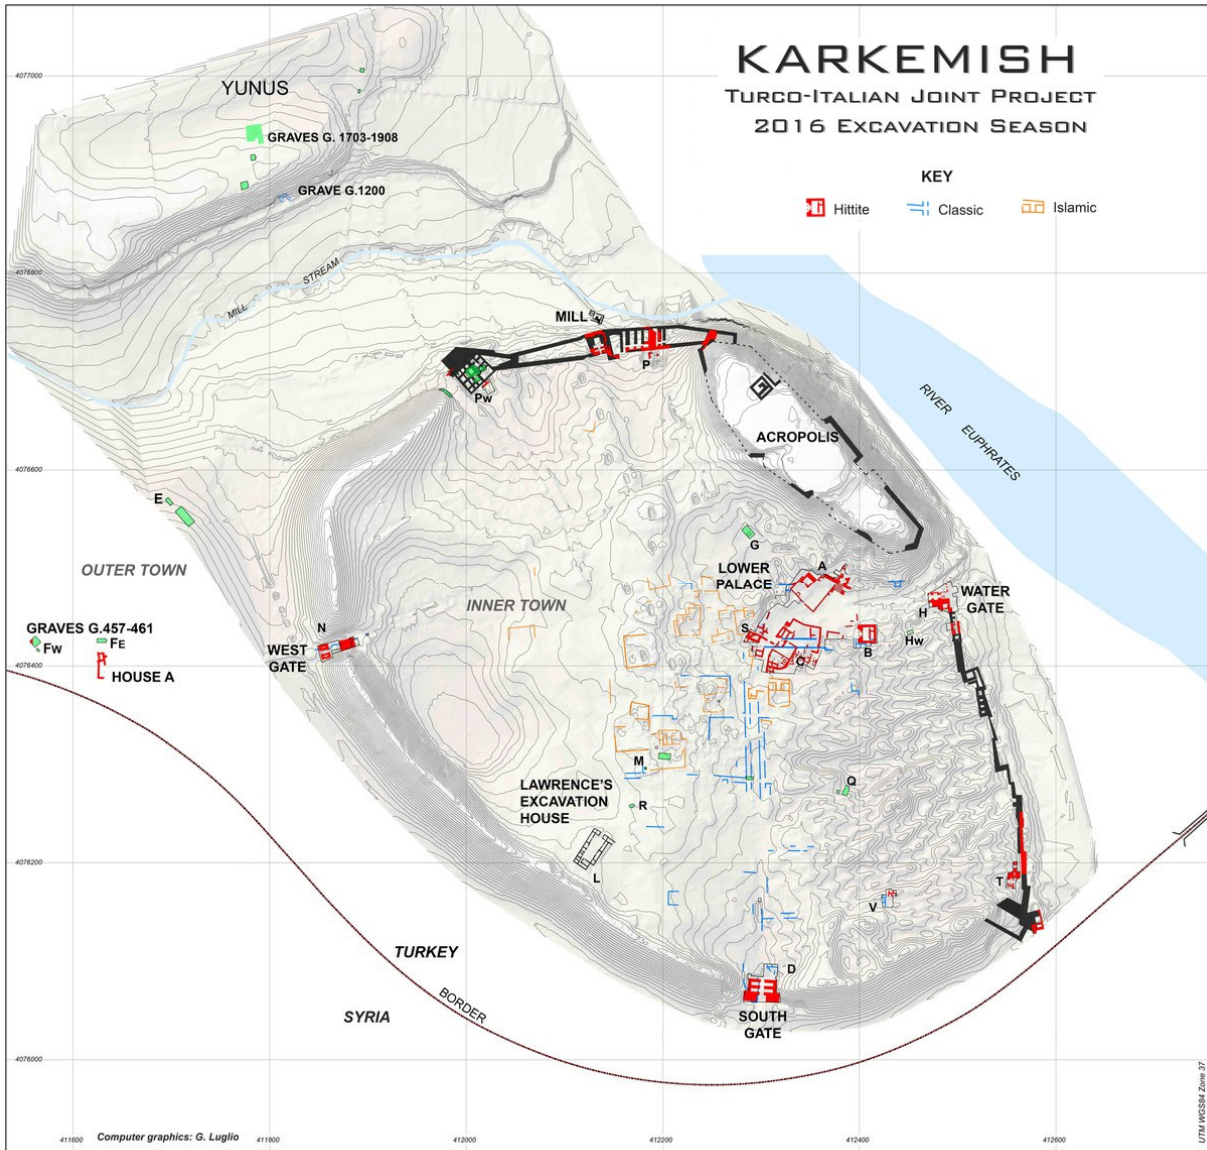 KARKEMISH
TURCO-ITALIAN JOINT PROJECT
2016 EXCAVATION SEASON
KEY
Hittite
Classic
Islamic
YUNUS
GRAVES G. 1703-1908
GRAVE G.1200
MILL
STREAM
MILL
P
Pw
RIVER
EUPHRATES
ACROPOLIS
E
G
OUTER TOWN
LOWER
PALACE
A
INNER TOWN
WATER
GATE
H
Hw
N
WEST
GATE
GRAVES G.457-461
Fw
FE
HOUSE A
S
B
C
M
LAWRENCE'S
EXCAVATION
HOUSE
R
Q
L
T
V
D
SOUTH
GATE
TURKEY
BORDER
SYRIA
4077000
4076800
4076600
4076400
4076200
4076000
411600
411800
412000
412200
412400
412600
Computer graphics: G. Luglio
UTM WGS84 Zone 37